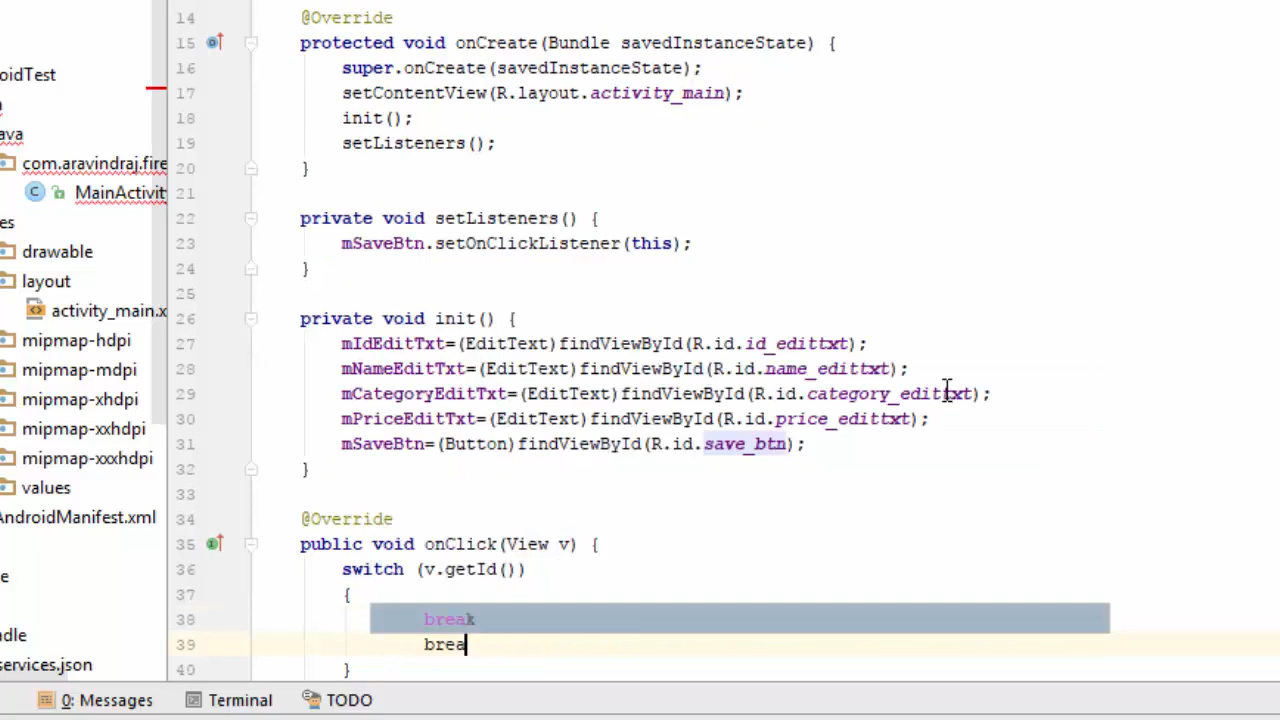 14 @Override
oidTest
15 protected void onCreate(Bundle savedInstanceState) {
16 super.onCreate(savedInstanceState);
17 setContentView(R.layout.activity_main);
18 init();
ava
19 setListeners();
com.aravindraj.fire
20 }
MainActivit
21
es
22 private void setListeners() {
drawable
23 mSaveBtn.setOnClickListener(this);
layout
24 }
25
activity_main.x
26 private void init() {
mipmap-hdpi
27 mIdEditTxt=(EditText)findViewById(R.id.id_edittxt);
mipmap-mdpi
28 mNameEditTxt=(EditText)findViewById(R.id.name_edittxt);
mipmap-xhdpi
29 mCategoryEditTxt=(EditText)findViewById(R.id.category_edittxt);
mipmap-xxhdpi
30 mPriceEditTxt=(EditText)findViewById(R.id.price_edittxt);
mipmap-xxxhdpi
31 mSaveBtn=(Button)findViewById(R.id.save_btn);
values
32 }
33
AndroidManifest.xml
34 @Override
35 public void onClick(View v) {
e
36 switch (v.getId())
37 {
38 break
dle
39 brea
services.json
40 }
0: Messages Terminal TODO